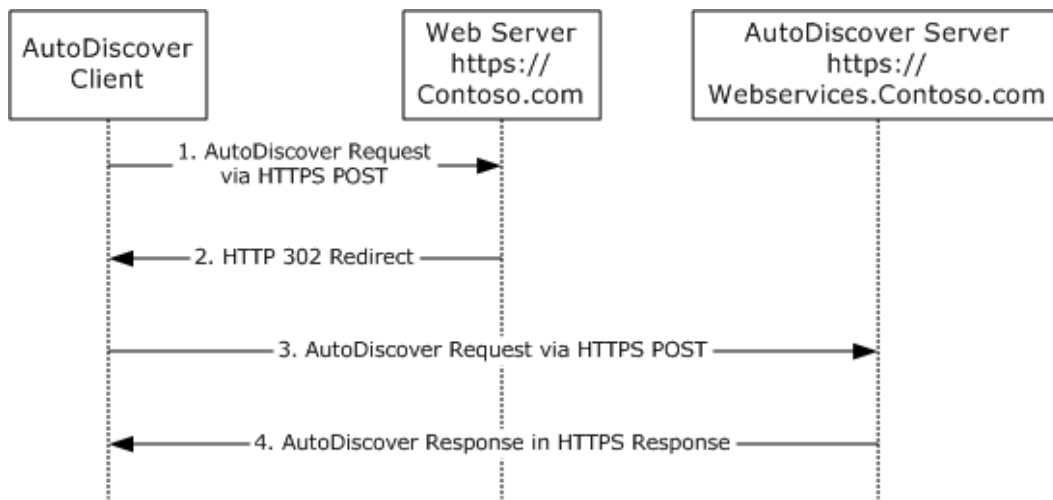 AutoDiscover
Client
Web Server
https://
Contoso.com
AutoDiscover Server
https://
Webservices.Contoso.com
1. AutoDiscover Request
via HTTPS POST
2. HTTP 302 Redirect
3. AutoDiscover Request via HTTPS POST
4. AutoDiscover Response in HTTPS Response